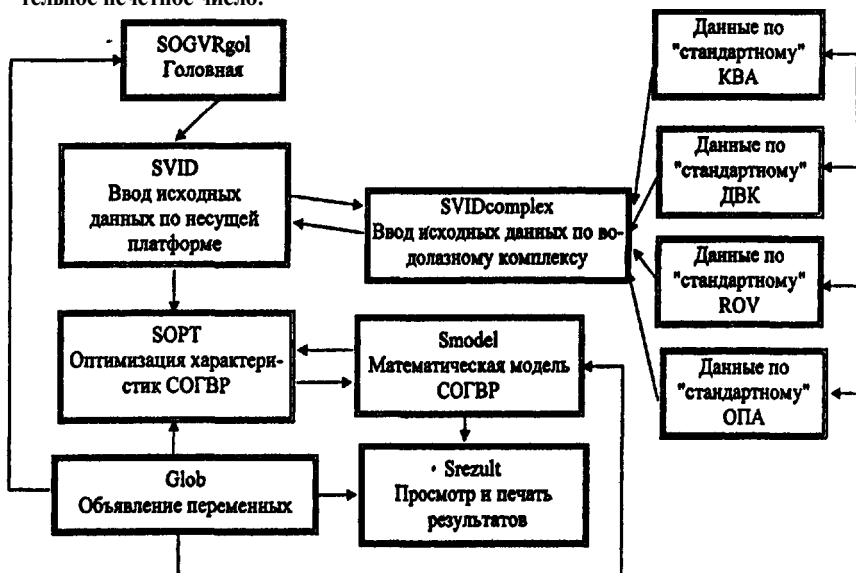 тельное нечетное число.
SOGVRgol
Головная
SVID
Ввод исходных
данных по несущей
платформе
SVIDcomplex
Ввод исходных данных по во-
долазному комплексу
Данные по
"стандартному"
КВА
Данные по
"стандартному"
ДВК
Данные по
"стандартному"
ROV
Данные по
"стандартному"
ОПА
SOPT
Оптимизация характери-
стик СОГВР
Smodel
Математическая модель
СОГВР
Glob
Объявление переменных
Srezult
Просмотр и печать
результатов